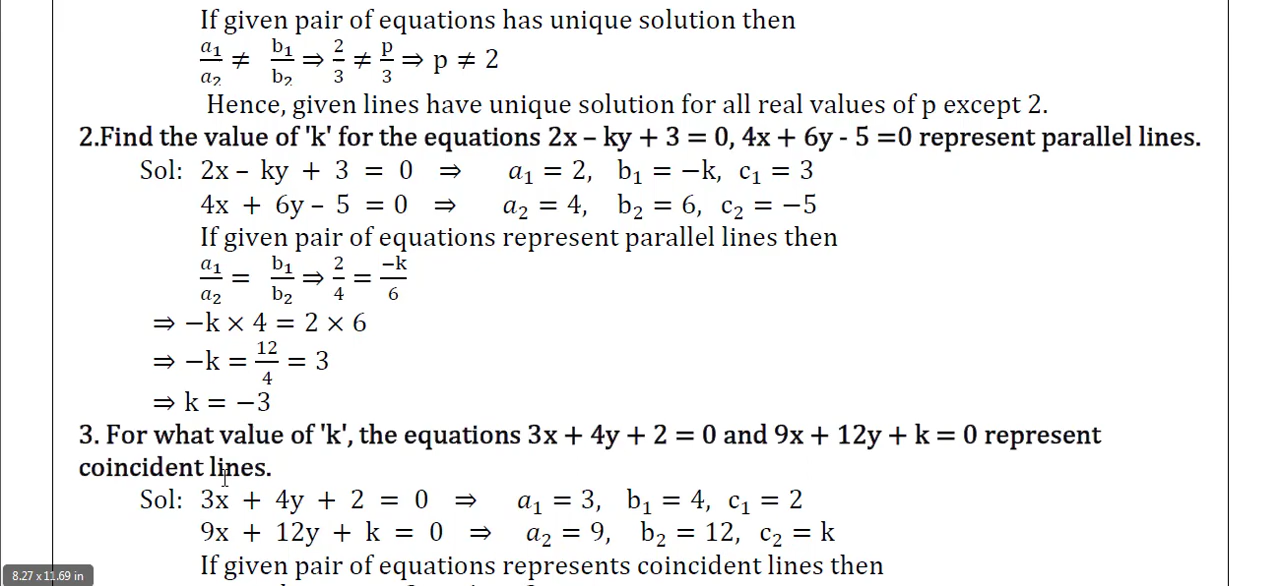 If given pair of equations has unique solution then
a₁/a₂ ≠ b₁/b₂ ⇒ 2/3 ≠ p/3 ⇒ p ≠ 2
Hence, given lines have unique solution for all real values of p except 2.
2.Find the value of 'k' for the equations 2x – ky + 3 = 0, 4x + 6y - 5 =0 represent parallel lines.
Sol: 2x – ky + 3 = 0 ⇒ a₁ = 2, b₁ = −k, c₁ = 3
4x + 6y – 5 = 0 ⇒ a₂ = 4, b₂ = 6, c₂ = −5
If given pair of equations represent parallel lines then
a₁/a₂ = b₁/b₂ ⇒ 2/4 = −k/6
⇒ −k × 4 = 2 × 6
⇒ −k = 12/4 = 3
⇒ k = −3
3. For what value of 'k', the equations 3x + 4y + 2 = 0 and 9x + 12y + k = 0 represent
coincident lines.
Sol: 3x + 4y + 2 = 0 ⇒ a₁ = 3, b₁ = 4, c₁ = 2
9x + 12y + k = 0 ⇒ a₂ = 9, b₂ = 12, c₂ = k
If given pair of equations represents coincident lines then
8.27 x 11.69 in